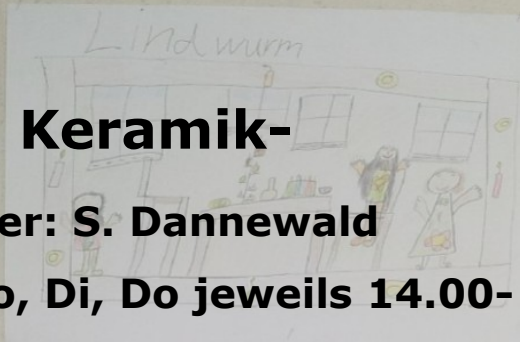 Lindwurm
Keramik-
er: S. Dannewald
o, Di, Do jeweils 14.00-